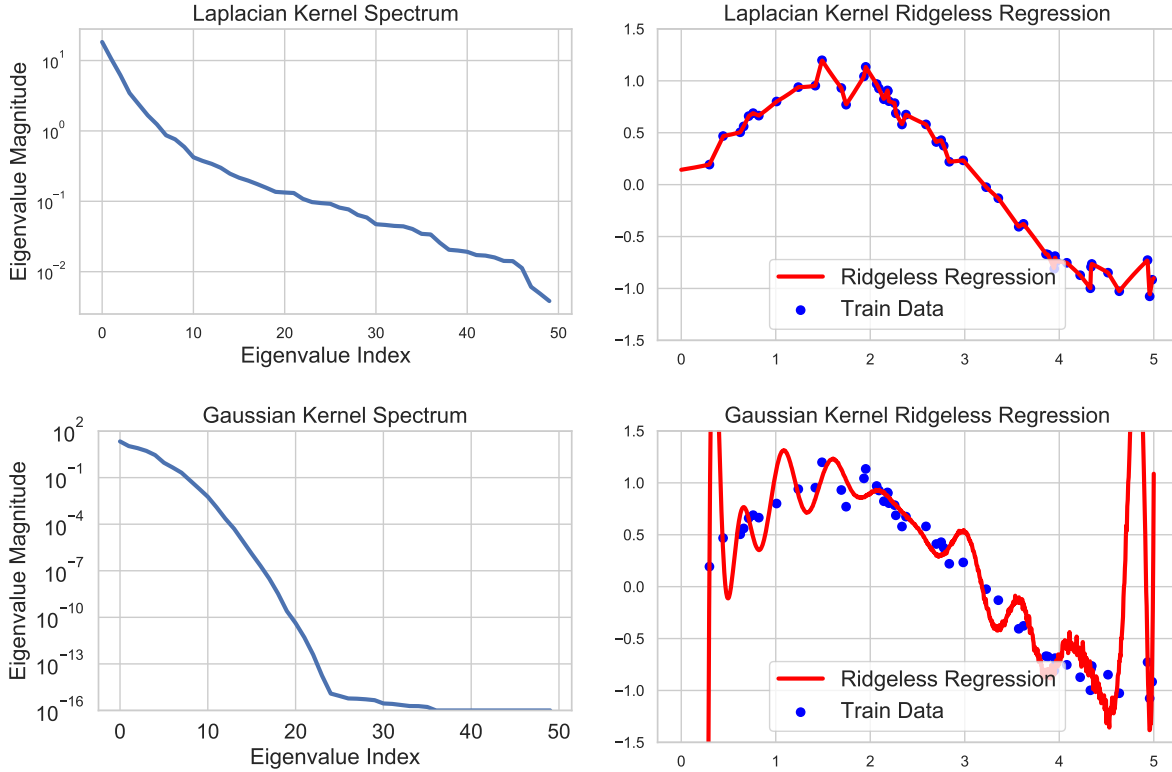 Laplacian Kernel Spectrum
Eigenvalue Magnitude
10^1
10^0
10^-1
10^-2
0 10 20 30 40 50
Eigenvalue Index
Laplacian Kernel Ridgeless Regression
1.5
1.0
0.5
0.0
−0.5
−1.0
−1.5
Ridgeless Regression
Train Data
0 1 2 3 4 5
Gaussian Kernel Spectrum
Eigenvalue Magnitude
10^2
10^-1
10^-4
10^-7
10^-10
10^-13
10^-16
0 10 20 30 40 50
Eigenvalue Index
Gaussian Kernel Ridgeless Regression
1.5
1.0
0.5
0.0
−0.5
−1.0
−1.5
Ridgeless Regression
Train Data
0 1 2 3 4 5